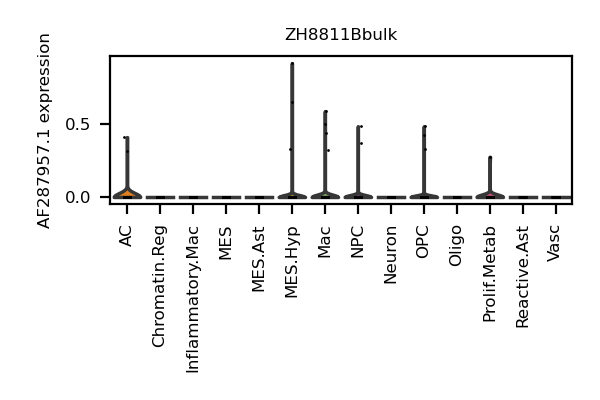 ZH8811Bbulk
AF287957.1 expression
0.5
0.0
AC
Chromatin.Reg
Inflammatory.Mac
MES
MES.Ast
MES.Hyp
Mac
NPC
Neuron
OPC
Oligo
Prolif.Metab
Reactive.Ast
Vasc